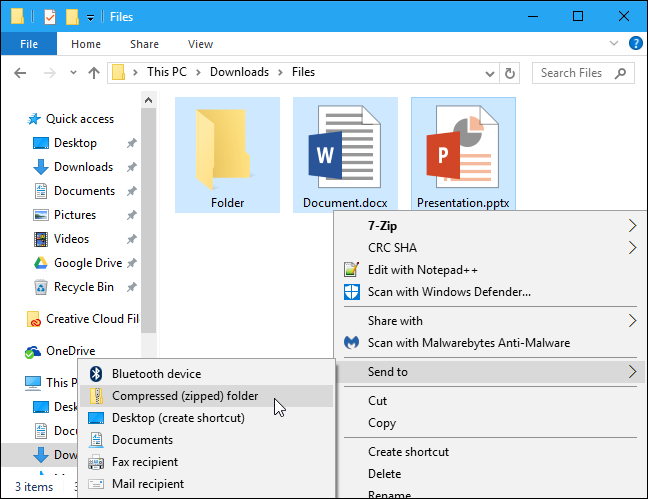 Files
File
Home
Share
View
This PC > Downloads > Files
Search Files
Quick access
Desktop
Downloads
Documents
Pictures
Videos
Google Drive
Recycle Bin
Creative Cloud Fil
OneDrive
This P
Desk
Docu
Dow
3 items
Folder
Document.docx
Presentation.pptx
7-Zip
CRC SHA
Edit with Notepad++
Scan with Windows Defender...
Share with
Scan with Malwarebytes Anti-Malware
Send to
Cut
Copy
Create shortcut
Delete
Rename
Bluetooth device
Compressed (zipped) folder
Desktop (create shortcut)
Documents
Fax recipient
Mail recipient